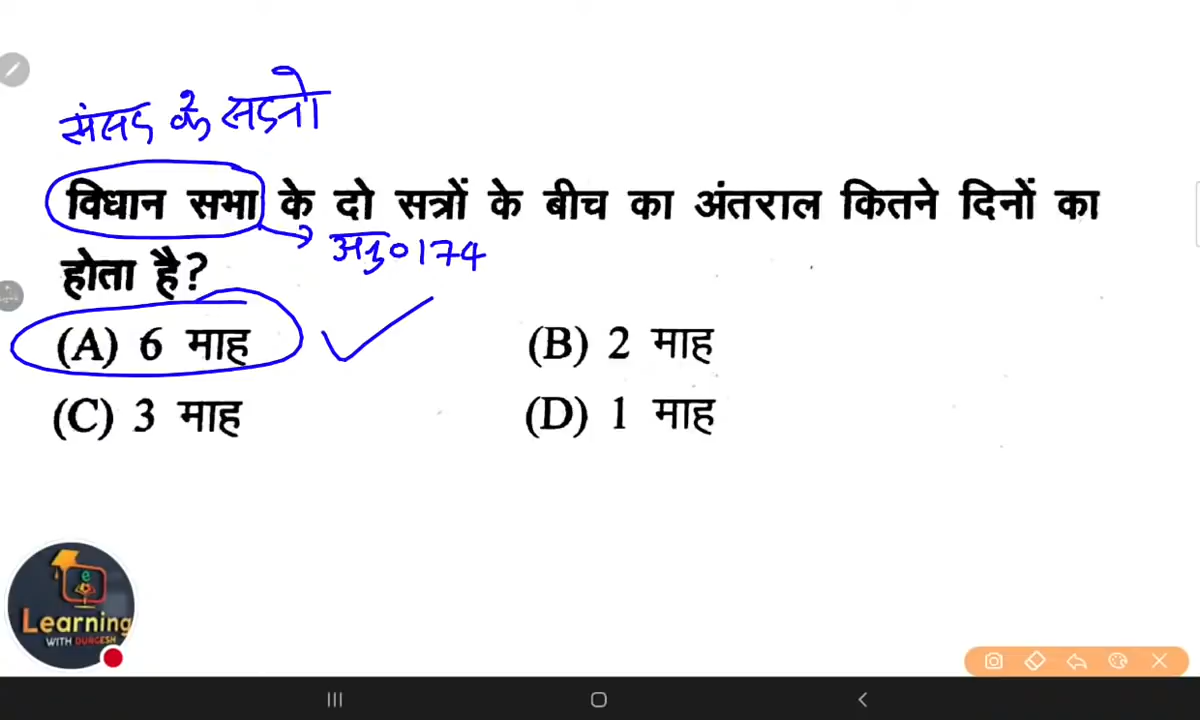 संसद के सदनो
विधान सभा के दो सत्रों के बीच का अंतराल कितने दिनों का
अनु०174
होता है?
(A) 6 माह
(B) 2 माह
(C) 3 माह
(D) 1 माह
e
Learning
WITH DURGESH